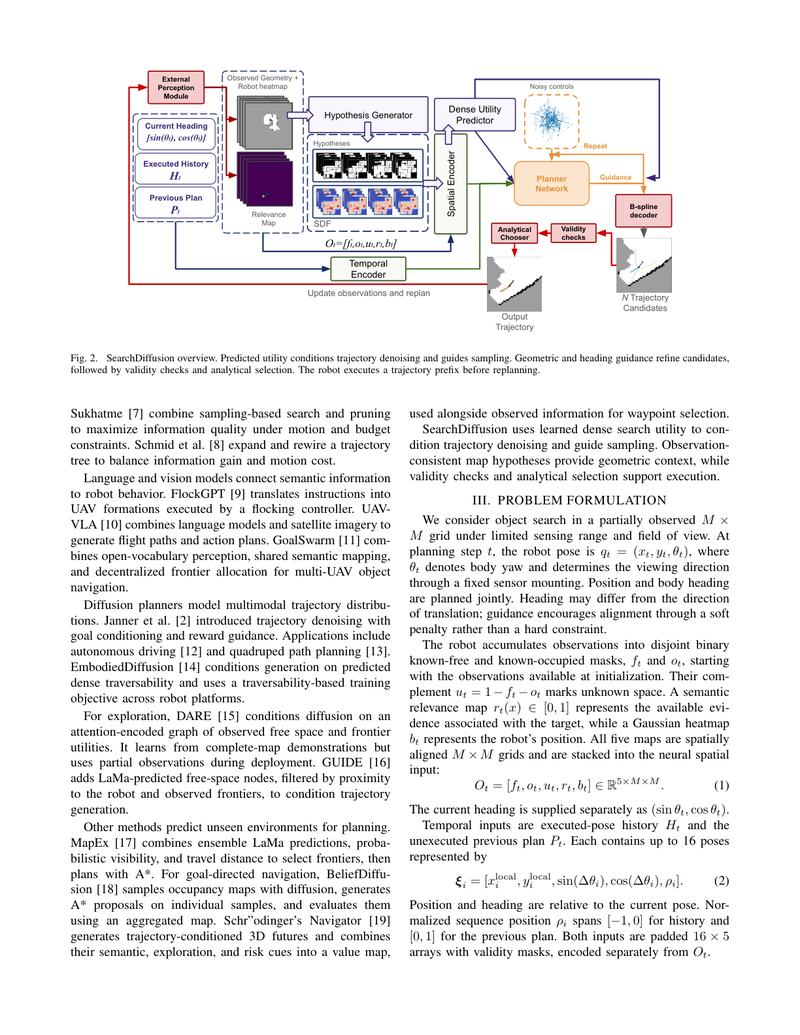 External
Perception
Module
Observed Geometry +
Robot heatmap
Current Heading
[sin(θt), cos(θt)]
Executed History
Ht
Previous Plan
Pt
Relevance
Map
Hypothesis Generator
Hypotheses
SDF
Ot=[ft,ot,ut,rt,bt]
Spatial Encoder
Temporal
Encoder
Dense Utility
Predictor
Noisy controls
Repeat
Planner
Network
Guidance
B-spline
decoder
Analytical
Chooser
Validity
checks
N Trajectory
Candidates
Output
Trajectory
Update observations and replan
Fig. 2. SearchDiffusion overview. Predicted utility conditions trajectory denoising and guides sampling. Geometric and heading guidance refine candidates,
followed by validity checks and analytical selection. The robot executes a trajectory prefix before replanning.
Sukhatme [7] combine sampling-based search and pruning
to maximize information quality under motion and budget
constraints. Schmid et al. [8] expand and rewire a trajectory
tree to balance information gain and motion cost.
Language and vision models connect semantic information
to robot behavior. FlockGPT [9] translates instructions into
UAV formations executed by a flocking controller. UAV-
VLA [10] combines language models and satellite imagery to
generate flight paths and action plans. GoalSwarm [11] com-
bines open-vocabulary perception, shared semantic mapping,
and decentralized frontier allocation for multi-UAV object
navigation.
Diffusion planners model multimodal trajectory distribu-
tions. Janner et al. [2] introduced trajectory denoising with
goal conditioning and reward guidance. Applications include
autonomous driving [12] and quadruped path planning [13].
EmbodiedDiffusion [14] conditions generation on predicted
dense traversability and uses a traversability-based training
objective across robot platforms.
For exploration, DARE [15] conditions diffusion on an
attention-encoded graph of observed free space and frontier
utilities. It learns from complete-map demonstrations but
uses partial observations during deployment. GUIDE [16]
adds LaMa-predicted free-space nodes, filtered by proximity
to the robot and observed frontiers, to condition trajectory
generation.
Other methods predict unseen environments for planning.
MapEx [17] combines ensemble LaMa predictions, proba-
bilistic visibility, and travel distance to select frontiers, then
plans with A*. For goal-directed navigation, BeliefDiffu-
sion [18] samples occupancy maps with diffusion, generates
A* proposals on individual samples, and evaluates them
using an aggregated map. Schr”odinger's Navigator [19]
generates trajectory-conditioned 3D futures and combines
their semantic, exploration, and risk cues into a value map,
used alongside observed information for waypoint selection.
SearchDiffusion uses learned dense search utility to con-
dition trajectory denoising and guide sampling. Observation-
consistent map hypotheses provide geometric context, while
validity checks and analytical selection support execution.
III. PROBLEM FORMULATION
We consider object search in a partially observed M ×
M grid under limited sensing range and field of view. At
planning step t, the robot pose is qt = (xt, yt, θt), where
θt denotes body yaw and determines the viewing direction
through a fixed sensor mounting. Position and body heading
are planned jointly. Heading may differ from the direction
of translation; guidance encourages alignment through a soft
penalty rather than a hard constraint.
The robot accumulates observations into disjoint binary
known-free and known-occupied masks, ft and ot, starting
with the observations available at initialization. Their com-
plement ut = 1 − ft − ot marks unknown space. A semantic
relevance map rt(x) ∈ [0, 1] represents the available evi-
dence associated with the target, while a Gaussian heatmap
bt represents the robot's position. All five maps are spatially
aligned M × M grids and are stacked into the neural spatial
input:
Ot = [ft, ot, ut, rt, bt] ∈ ℝ5×M×M. (1)
The current heading is supplied separately as (sin θt, cos θt).
Temporal inputs are executed-pose history Ht and the
unexecuted previous plan Pt. Each contains up to 16 poses
represented by
ξi = [xilocal, yilocal, sin(Δθi), cos(Δθi), ρi]. (2)
Position and heading are relative to the current pose. Nor-
malized sequence position ρi spans [−1, 0] for history and
[0, 1] for the previous plan. Both inputs are padded 16 × 5
arrays with validity masks, encoded separately from Ot.